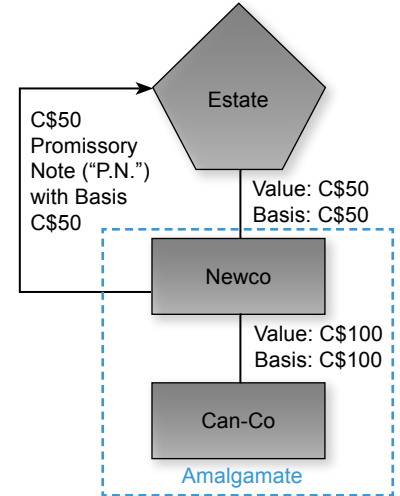 Estate
C$50
Promissory
Note (“P.N.”)
with Basis
C$50
Value: C$50
Basis: C$50
Newco
Value: C$100
Basis: C$100
Can-Co
Amalgamate